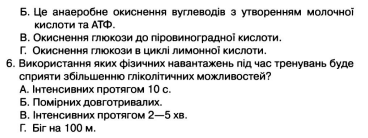 Б. Це анаеробне окиснення вуглеводів з утворенням молочної
кислоти та АТФ.
В. Окиснення глюкози до піровиноградної кислоти.
Г. Окиснення глюкози в циклі лимонної кислоти.
6. Використання яких фізичних навантажень під час тренувань буде
сприяти збільшенню гліколітичних можливостей?
А. Інтенсивних протягом 10 с.
Б. Помірних довготривалих.
В. Інтенсивних протягом 2—5 хв.
Г. Біг на 100 м.